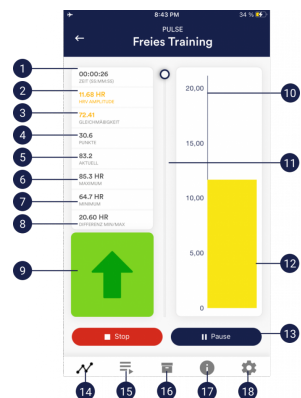 8:43 PM 34 %
PULSE
Freies Training
1
00:00:26
ZEIT (SS:MM:SS)
2
11.68 HR
HRV AMPLITUDE
3
72.41
GLEICHMÄßIGKEIT
4
30.6
PUNKTE
5
83.2
AKTUELL
6
85.3 HR
MAXIMUM
7
64.7 HR
MINIMUM
8
20.60 HR
DIFFERENZ MIN/MAX
9
20,00
15,00
10,00
5,00
0
10
11
12
13
Stop
Pause
14
15
16
17
18